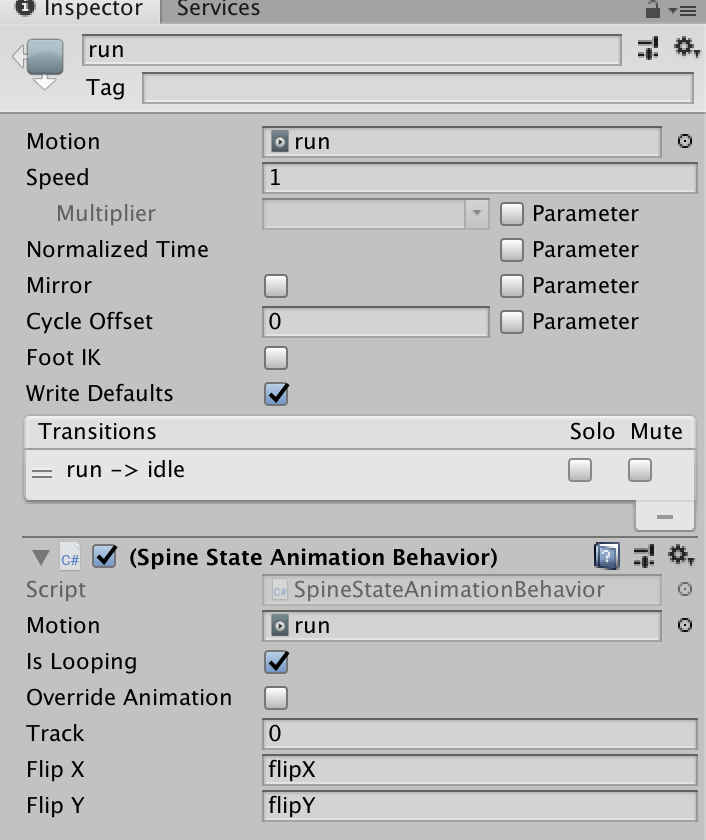 Inspector Services
run
Tag
Motion run
Speed 1
Multiplier Parameter
Normalized Time Parameter
Mirror Parameter
Cycle Offset 0 Parameter
Foot IK
Write Defaults
Transitions Solo Mute
run -> idle
C# (Spine State Animation Behavior)
Script C# SpineStateAnimationBehavior
Motion run
Is Looping
Override Animation
Track 0
Flip X flipX
Flip Y flipY